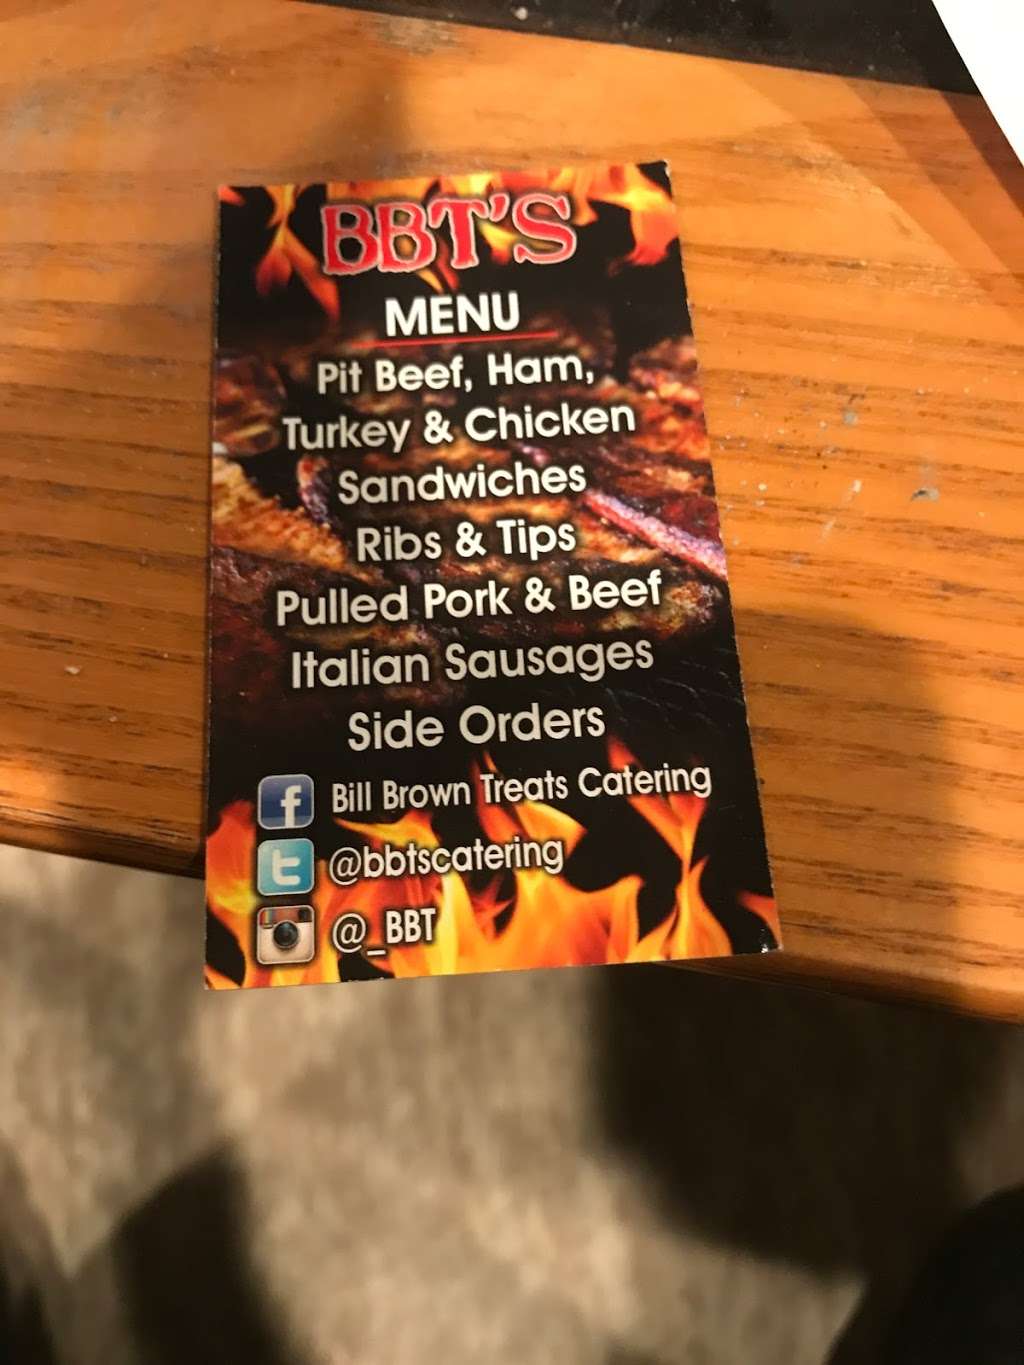 BBT'S
MENU
Pit Beef, Ham,
Turkey & Chicken
Sandwiches
Ribs & Tips
Pulled Pork & Beef
Italian Sausages
Side Orders
f Bill Brown Treats Catering
t @bbtscatering
@_BBT